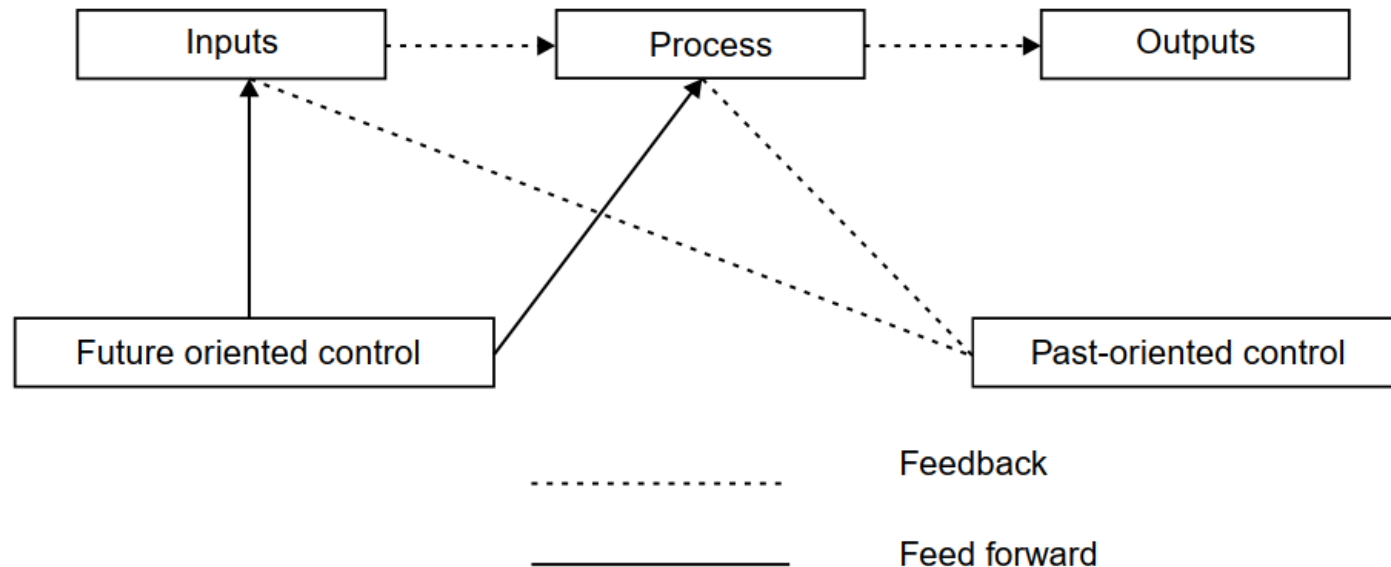 Inputs
Process
Outputs
Future oriented control
Past-oriented control
Feedback
Feed forward